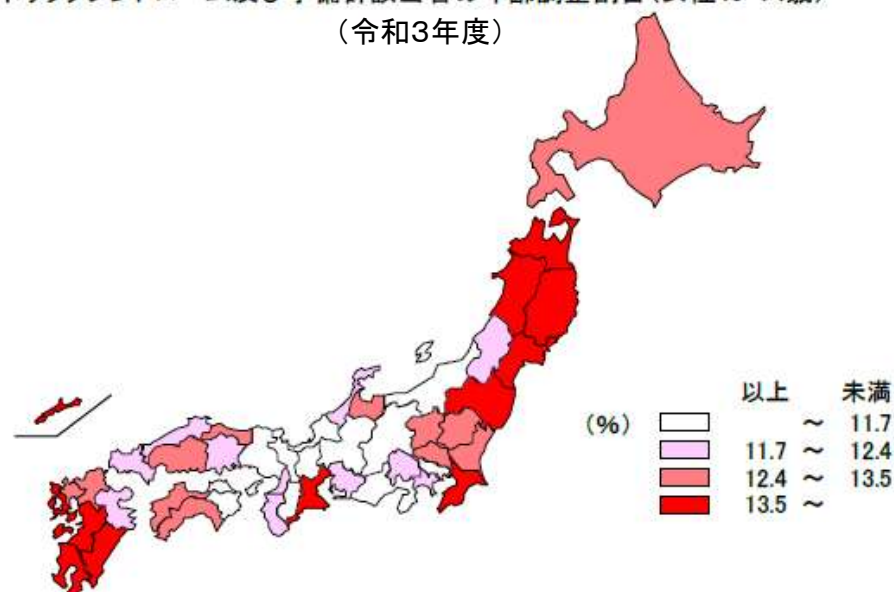 （令和3年度）
以上 未満
（%） ～ 11.7
11.7 ～ 12.4
12.4 ～ 13.5
13.5 ～